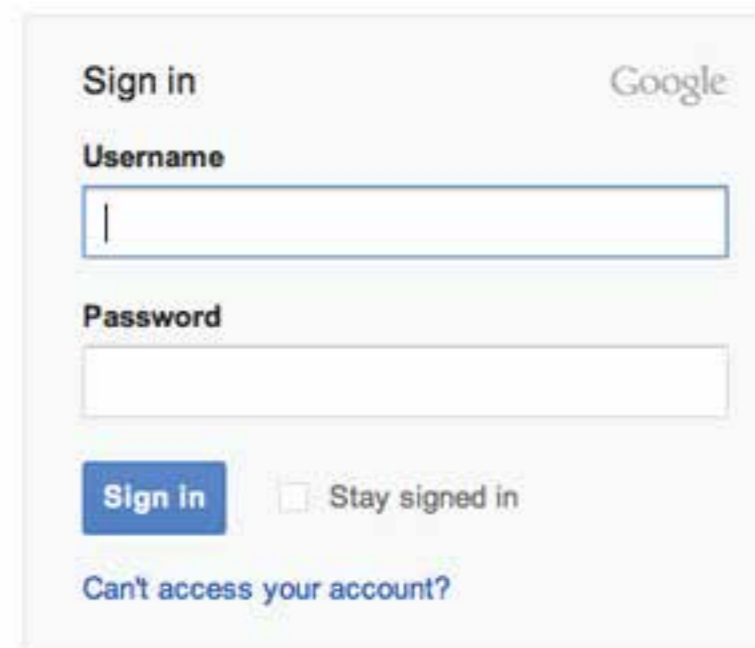 Sign in Google
Username
Password
Sign in Stay signed in
Can't access your account?